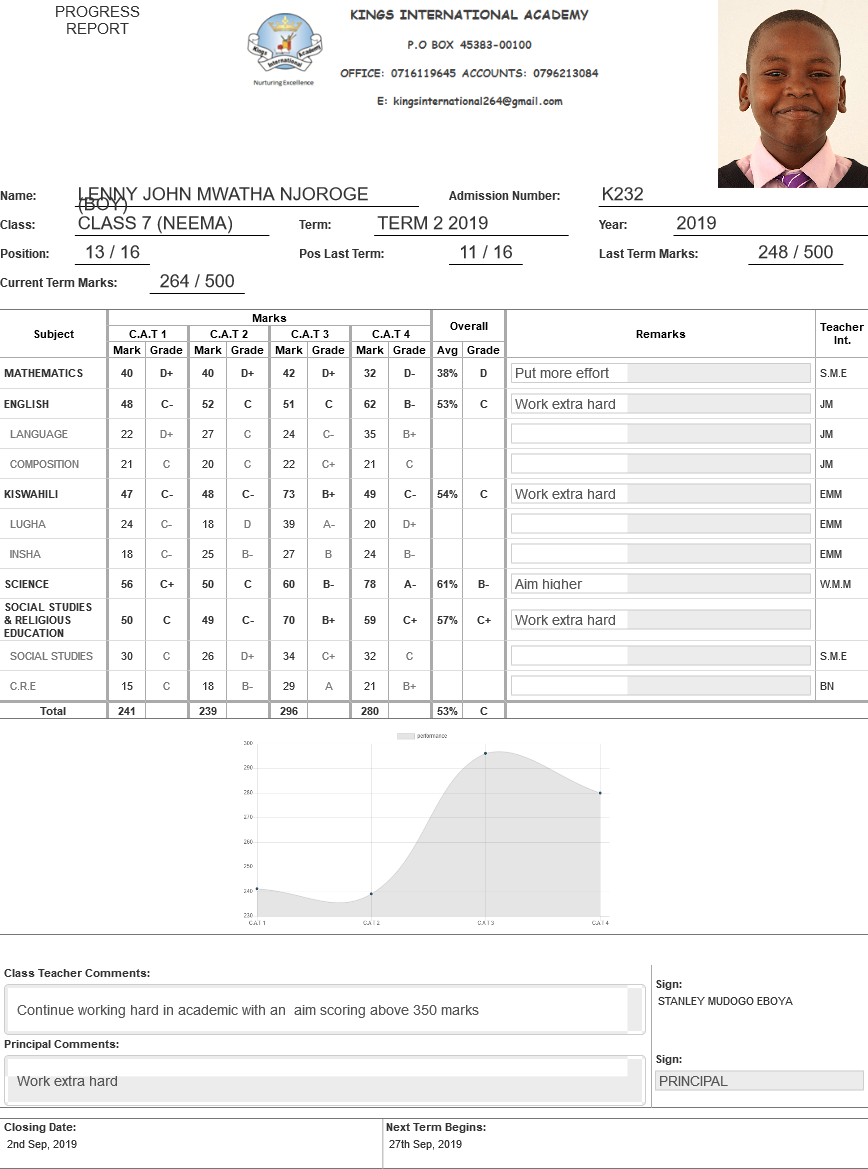 PROGRESS
REPORT
KINGS INTERNATIONAL ACADEMY
P.O BOX 45383-00100
OFFICE: 0716119645 ACCOUNTS: 0796213084
E: kingsinternational264@gmail.com
Kings International Academy
Nurturing Excellence
Name: LENNY JOHN MWATHA NJOROGE (BOY) Admission Number: K232
Class: CLASS 7 (NEEMA) Term: TERM 2 2019 Year: 2019
Position: 13 / 16 Pos Last Term: 11 / 16 Last Term Marks: 248 / 500
Current Term Marks: 264 / 500
Subject Marks Overall Remarks Teacher Int.
C.A.T 1 C.A.T 2 C.A.T 3 C.A.T 4
Mark Grade Mark Grade Mark Grade Mark Grade Avg Grade
MATHEMATICS 40 D+ 40 D+ 42 D+ 32 D- 38% D Put more effort S.M.E
ENGLISH 48 C- 52 C 51 C 62 B- 53% C Work extra hard JM
LANGUAGE 22 D+ 27 C 24 C- 35 B+ JM
COMPOSITION 21 C 20 C 22 C+ 21 C JM
KISWAHILI 47 C- 48 C- 73 B+ 49 C- 54% C Work extra hard EMM
LUGHA 24 C- 18 D 39 A- 20 D+ EMM
INSHA 18 C- 25 B- 27 B 24 B- EMM
SCIENCE 56 C+ 50 C 60 B- 78 A- 61% B- Aim higher W.M.M
SOCIAL STUDIES & RELIGIOUS EDUCATION 50 C 49 C- 70 B+ 59 C+ 57% C+ Work extra hard
SOCIAL STUDIES 30 C 26 D+ 34 C+ 32 C S.M.E
C.R.E 15 C 18 B- 29 A 21 B+ BN
Total 241 239 296 280 53% C
performance
300
290
280
270
260
250
240
230
C.A.T 1 C.A.T 2 C.A.T 3 C.A.T 4
Class Teacher Comments:
Continue working hard in academic with an  aim scoring above 350 marks
Sign:
STANLEY MUDOGO EBOYA
Principal Comments:
Work extra hard
Sign:
PRINCIPAL
Closing Date: Next Term Begins:
2nd Sep, 2019 27th Sep, 2019